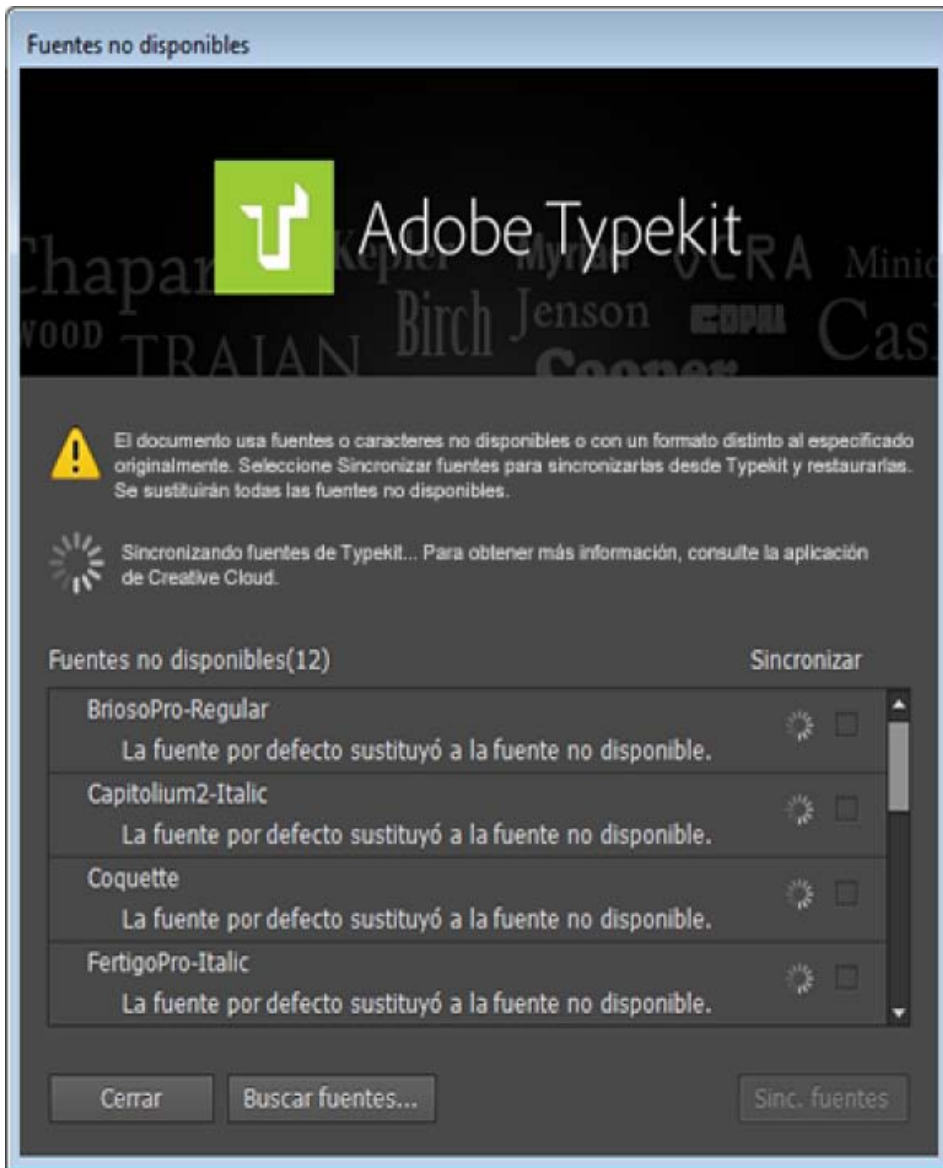 Fuentes no disponibles
Adobe Typekit
Chapar Kepler Myriad OCRA Minio
WOOD TRAJAN Birch Jenson COPAL Cas
Cooper
El documento usa fuentes o caracteres no disponibles o con un formato distinto al especificado
originalmente. Seleccione Sincronizar fuentes para sincronizarlas desde Typekit y restaurarlas.
Se sustituirán todas las fuentes no disponibles.
Sincronizando fuentes de Typekit... Para obtener más información, consulte la aplicación
de Creative Cloud.
Fuentes no disponibles(12) Sincronizar
BriosoPro-Regular
La fuente por defecto sustituyó a la fuente no disponible.
Capitolium2-Italic
La fuente por defecto sustituyó a la fuente no disponible.
Coquette
La fuente por defecto sustituyó a la fuente no disponible.
FertigoPro-Italic
La fuente por defecto sustituyó a la fuente no disponible.
Cerrar Buscar fuentes... Sinc. fuentes